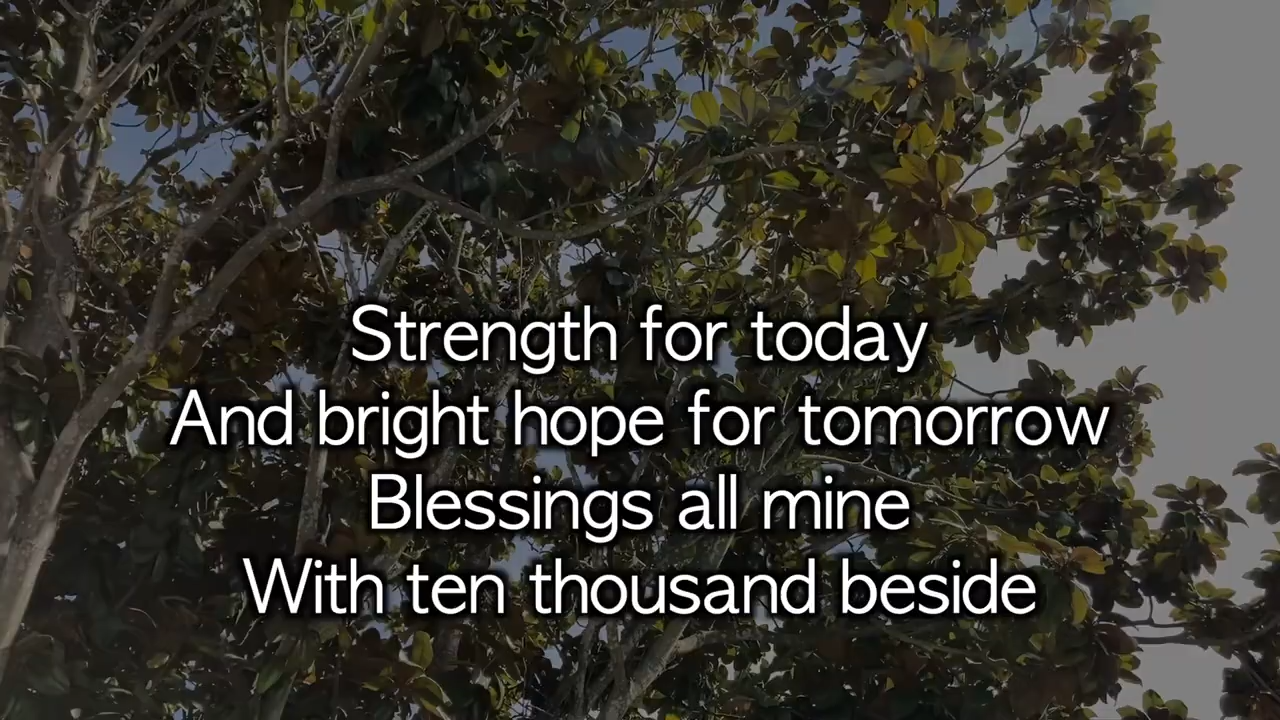 Strength for today
And bright hope for tomorrow
Blessings all mine
With ten thousand beside